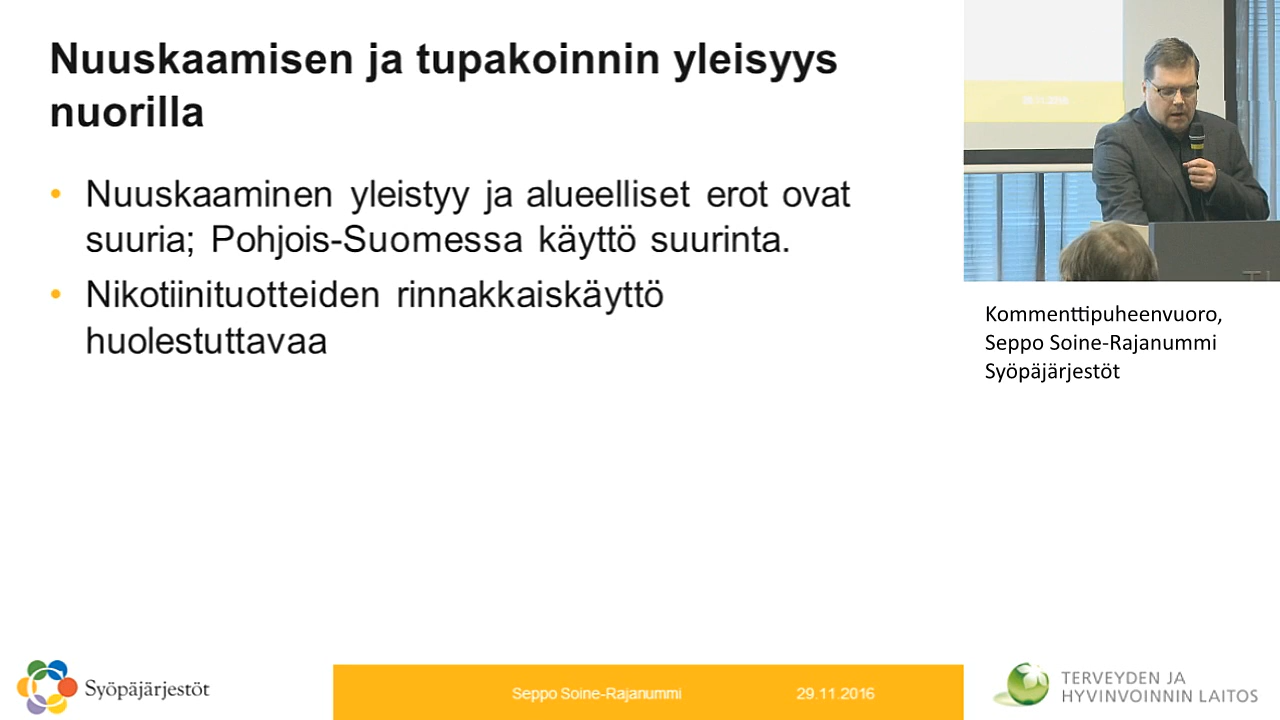 Nuuskaamisen ja tupakoinnin yleisyys
nuorilla
• Nuuskaaminen yleistyy ja alueelliset erot ovat
suuria; Pohjois-Suomessa käyttö suurinta.
• Nikotiinituotteiden rinnakkaiskäyttö
huolestuttavaa
Kommenttipuheenvuoro,
Seppo Soine-Rajanummi
Syöpäjärjestöt
Syöpäjärjestöt
Seppo Soine-Rajanummi 29.11.2016
TERVEYDEN JA
HYVINVOINNIN LAITOS